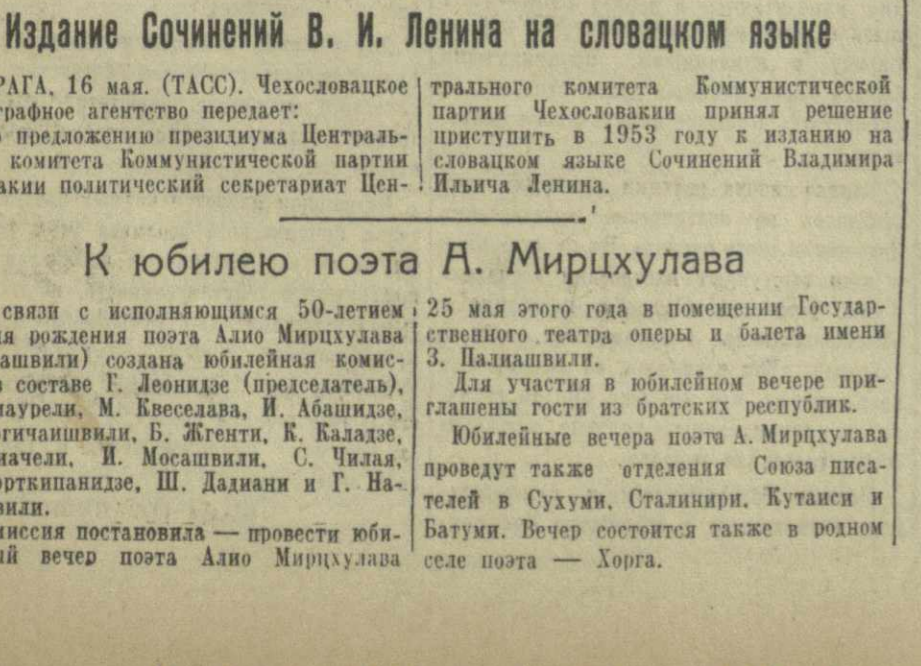 Издание Сочинений В. И. Ленина на словацком языке
РАГА, 16 мая. (ТАСС). Чехословацкое
графное агентство передает:
предложению президиума Централь-
комитета Коммунистической партии
акии политический секретариат Цен-
трального комитета Коммунистической
партии Чехословакии принял решение
приступить в 1953 году к изданию на
словацком языке Сочинений Владимира
Ильича Ленина.
К юбилею поэта А. Мирцхулава
связи с исполняющимся 50-летием
ия рождения поэта Алио Мирцхулава
ашвили) создана юбилейная комис-
в составе Г. Леонидзе (председатель),
иаурели, М. Квеселава, И. Абашидзе,
гичаишвили, Б. Жгенти, К. Каладзе,
иачели, И. Мосашвили, С. Чилая,
орткипанидзе, Ш. Дадиани и Г. На-
вили.
миссия постановила — провести юби-
ый вечер поэта Алио Мирцхулава
25 мая этого года в помещении Государ-
ственного театра оперы и балета имени
З. Палиашвили.
Для участия в юбилейном вечере при-
глашены гости из братских республик.
Юбилейные вечера поэта А. Мирцхулава
проведут также отделения Союза писа-
телей в Сухуми, Сталинири, Кутаиси и
Батуми. Вечер состоится также в родном
селе поэта — Хорга.